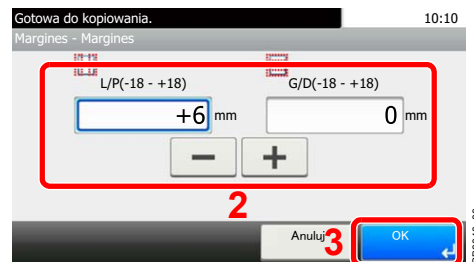 Gotowa do kopiowania. 10:10
Margines - Margines
L/P(-18 - +18) G/D(-18 - +18)
+6 mm 0 mm
− +
2
Anuluj 3 OK